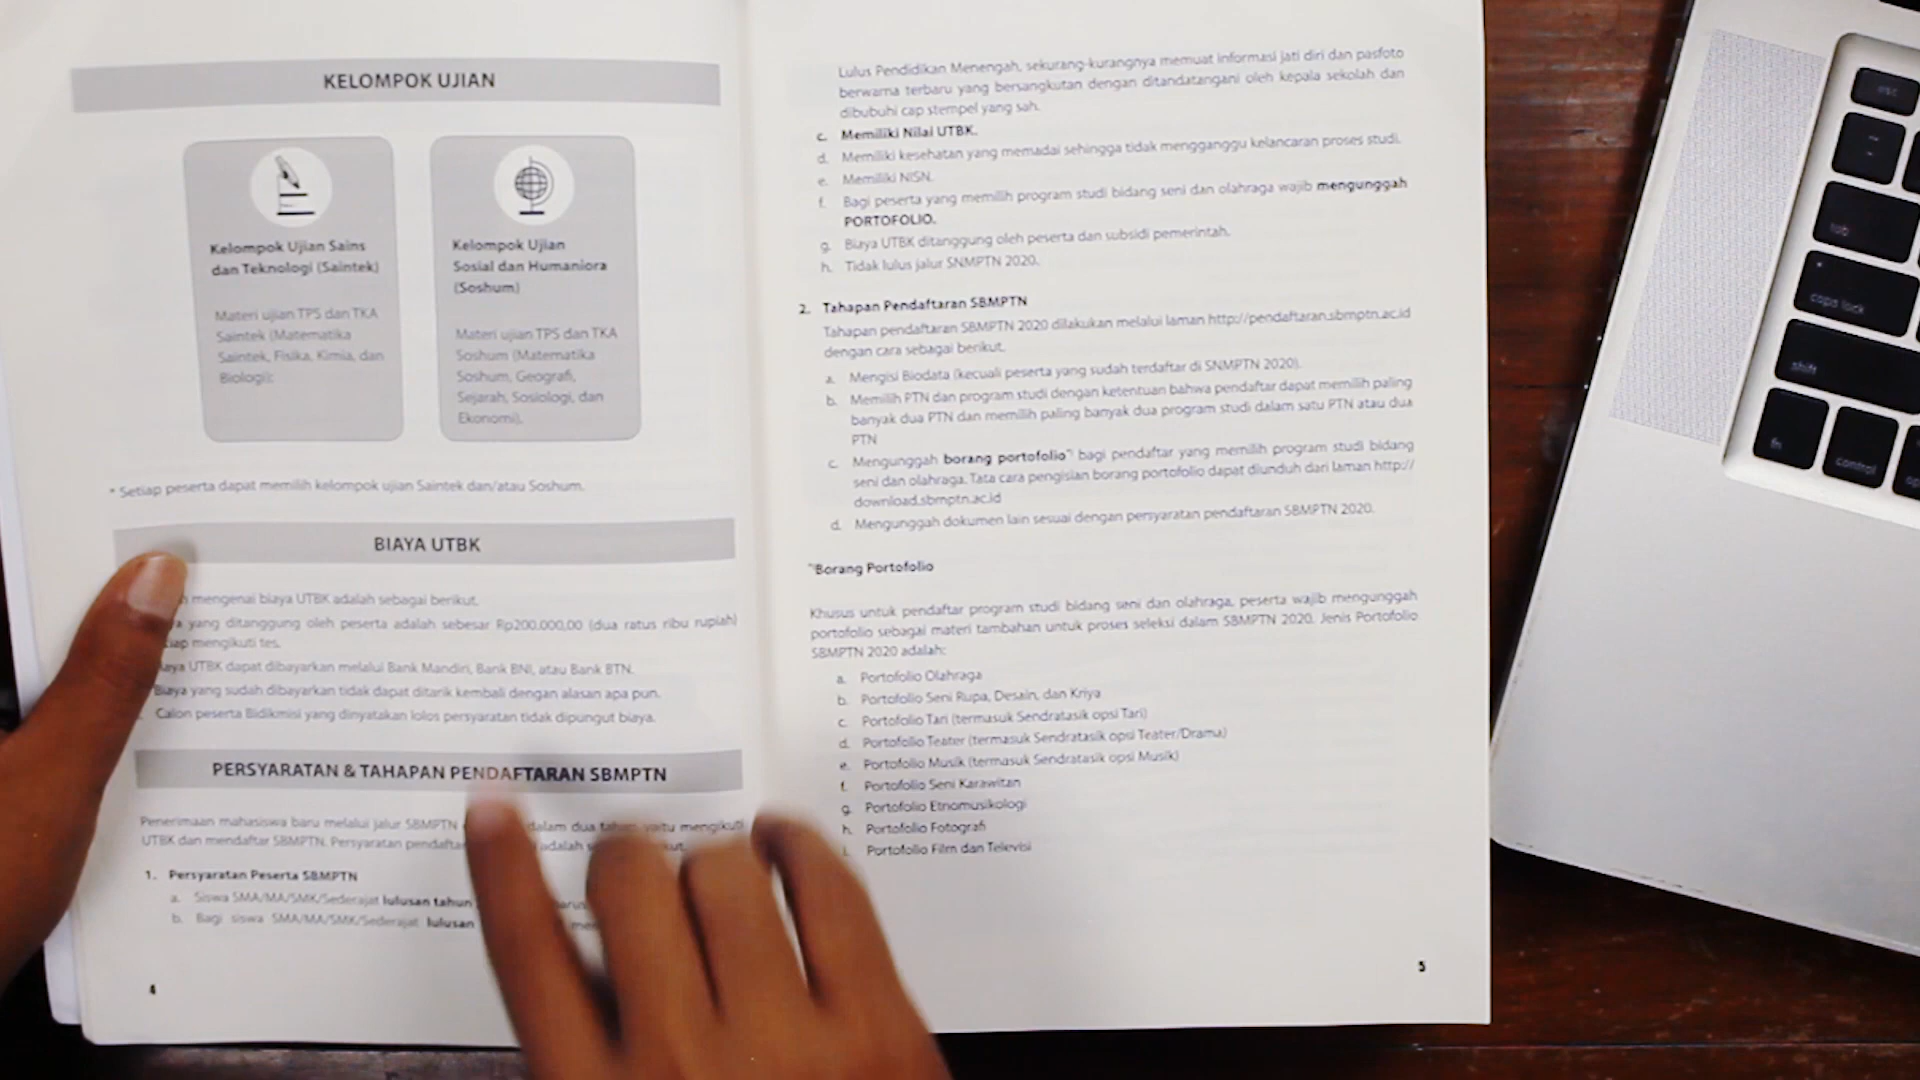 KELOMPOK UJIAN
Kelompok Ujian Sains
dan Teknologi (Saintek)
Materi ujian TPS dan TKA
Saintek (Matematika
Saintek, Fisika, Kimia, dan
Biologi);
Kelompok Ujian
Sosial dan Humaniora
(Soshum)
Materi ujian TPS dan TKA
Soshum (Matematika
Soshum, Geografi,
Sejarah, Sosiologi, dan
Ekonomi),
* Setiap peserta dapat memilih kelompok ujian Saintek dan/atau Soshum.
BIAYA UTBK
mengenai biaya UTBK adalah sebagai berikut.
yang ditanggung oleh peserta adalah sebesar Rp200.000,00 (dua ratus ribu rupiah)
mengikuti tes.
UTBK dapat dibayarkan melalui Bank Mandiri, Bank BNI, atau Bank BTN.
Biaya yang sudah dibayarkan tidak dapat ditarik kembali dengan alasan apa pun.
Calon peserta Bidikmisi yang dinyatakan lolos persyaratan tidak dipungut biaya.
PERSYARATAN & TAHAPAN PENDAFTARAN SBMPTN
Penerimaan mahasiswa baru melalui jalur SBMPTN dalam dua yaitu mengikuti
UTBK dan mendaftar SBMPTN. Persyaratan adalah
1. Persyaratan Peserta SBMPTN
a. Siswa SMA/MA/SMK/Sederajat lulusan tahun
b. Bagi siswa SMA/MA/SMK/Sederajat lulusan
4
Lulus Pendidikan Menengah, sekurang-kurangnya memuat informasi jati diri dan pasfoto
berwarna terbaru yang bersangkutan dengan ditandatangani oleh kepala sekolah dan
dibubuhi cap stempel yang sah.
c. Memiliki Nilai UTBK.
d. Memiliki kesehatan yang memadai sehingga tidak mengganggu kelancaran proses studi.
e. Memiliki NISN.
f. Bagi peserta yang memilih program studi bidang seni dan olahraga wajib mengunggah
PORTOFOLIO.
g. Biaya UTBK ditanggung oleh peserta dan subsidi pemerintah.
h. Tidak lulus jalur SNMPTN 2020.
2. Tahapan Pendaftaran SBMPTN
Tahapan pendaftaran SBMPTN 2020 dilakukan melalui laman http://pendaftaran.sbmptn.ac.id
dengan cara sebagai berikut.
a. Mengisi Biodata (kecuali peserta yang sudah terdaftar di SNMPTN 2020).
b. Memilih PTN dan program studi dengan ketentuan bahwa pendaftar dapat memilih paling
banyak dua PTN dan memilih paling banyak dua program studi dalam satu PTN atau dua
PTN
c. Mengunggah borang portofolio*) bagi pendaftar yang memilih program studi bidang
seni dan olahraga. Tata cara pengisian borang portofolio dapat diunduh dari laman http://
download.sbmptn.ac.id
d. Mengunggah dokumen lain sesuai dengan persyaratan pendaftaran SBMPTN 2020.
*)Borang Portofolio
Khusus untuk pendaftar program studi bidang seni dan olahraga, peserta wajib mengunggah
portofolio sebagai materi tambahan untuk proses seleksi dalam SBMPTN 2020. Jenis Portofolio
SBMPTN 2020 adalah:
a. Portofolio Olahraga
b. Portofolio Seni Rupa, Desain, dan Kriya
c. Portofolio Tari (termasuk Sendratasik opsi Tari)
d. Portofolio Teater (termasuk Sendratasik opsi Teater/Drama)
e. Portofolio Musik (termasuk Sendratasik opsi Musik)
f. Portofolio Seni Karawitan
g. Portofolio Etnomusikologi
h. Portofolio Fotografi
i. Portofolio Film dan Televisi
5
esc
tab
caps lock
shift
fn
control